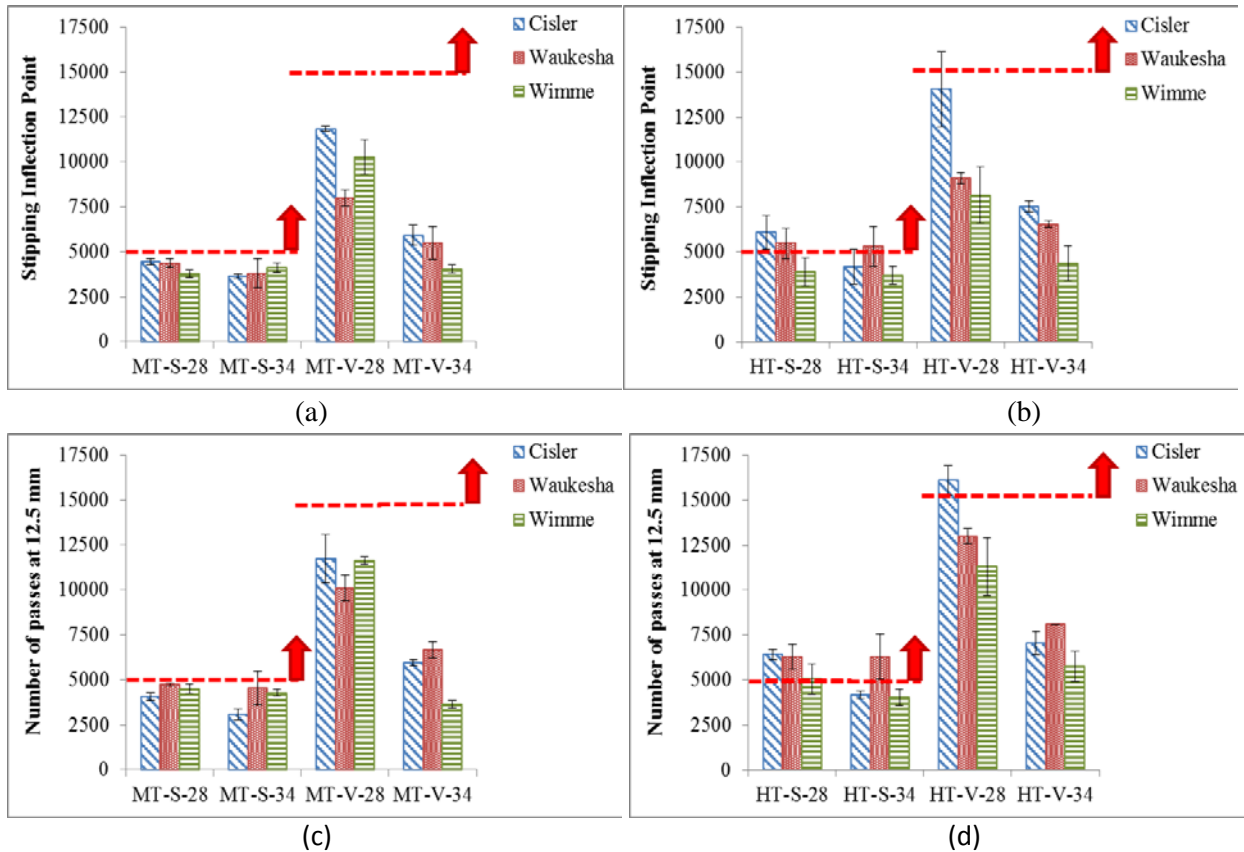 17500
15000
12500
10000
7500
5000
2500
0
Stipping Inflection Point
MT-S-28 MT-S-34 MT-V-28 MT-V-34
Cisler
Waukesha
Wimme
(a)
17500
15000
12500
10000
7500
5000
2500
0
Stipping Inflection Point
HT-S-28 HT-S-34 HT-V-28 HT-V-34
Cisler
Waukesha
Wimme
(b)
17500
15000
12500
10000
7500
5000
2500
0
Number of passes at 12.5 mm
MT-S-28 MT-S-34 MT-V-28 MT-V-34
Cisler
Waukesha
Wimme
(c)
17500
15000
12500
10000
7500
5000
2500
0
Number of passes at 12.5 mm
HT-S-28 HT-S-34 HT-V-28 HT-V-34
Cisler
Waukesha
Wimme
(d)